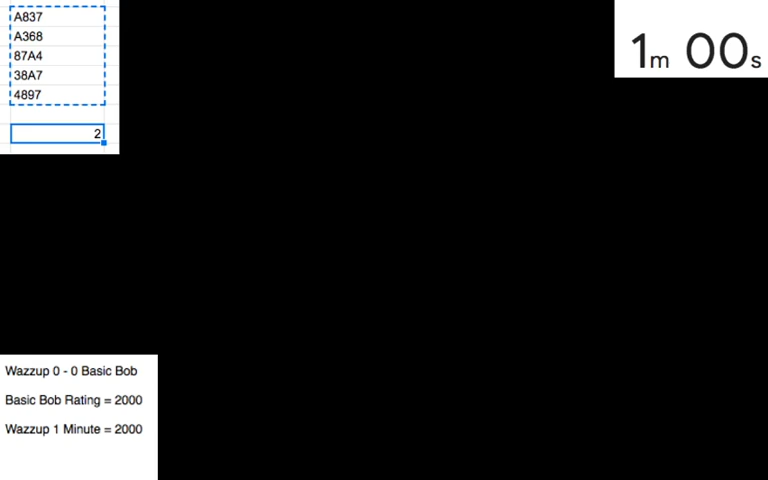 A837
A368
87A4
38A7
4897
2
1m 00s
Wazzup 0 - 0 Basic Bob
Basic Bob Rating = 2000
Wazzup 1 Minute = 2000